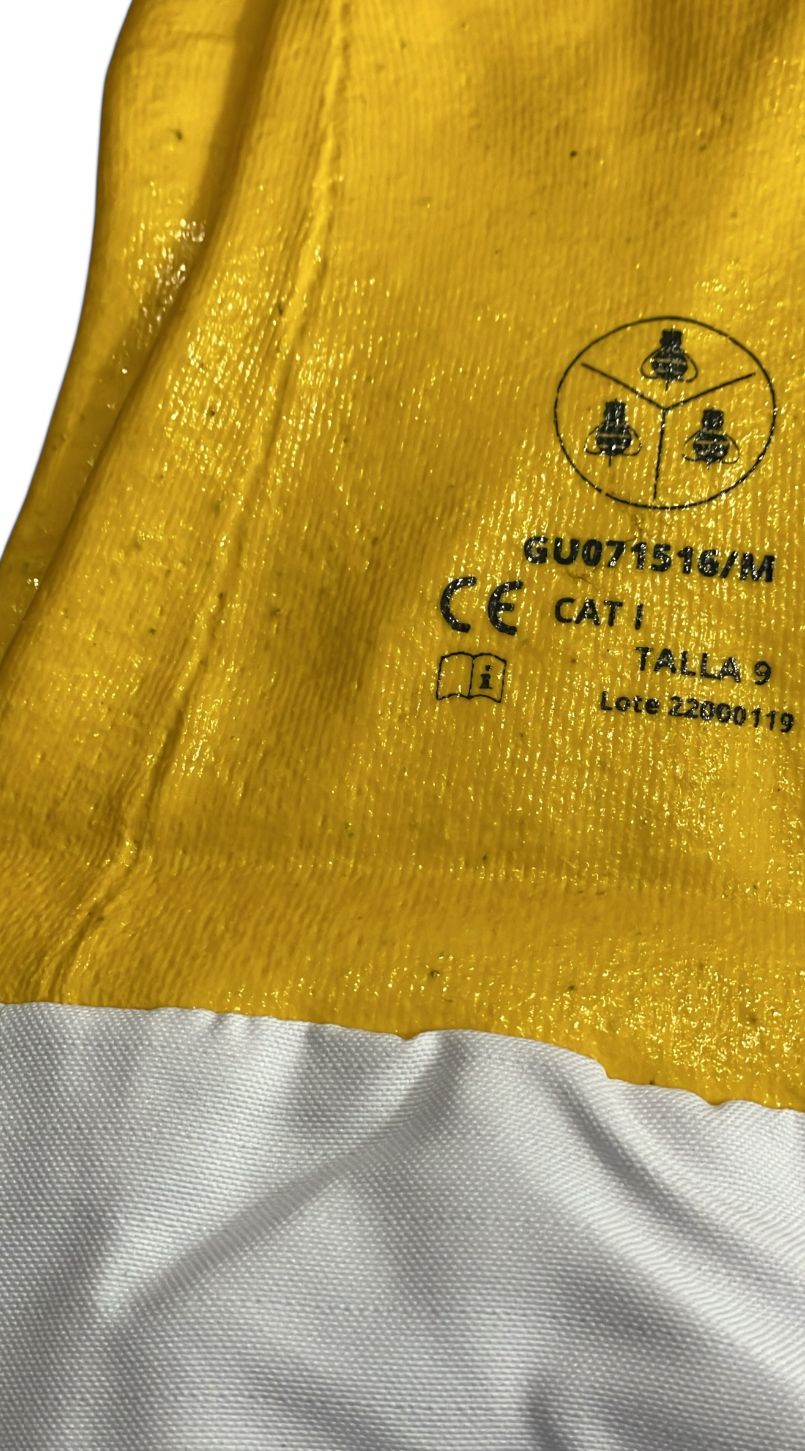 GU071516/M
CE CAT I
i
TALLA 9
Lote 22000119